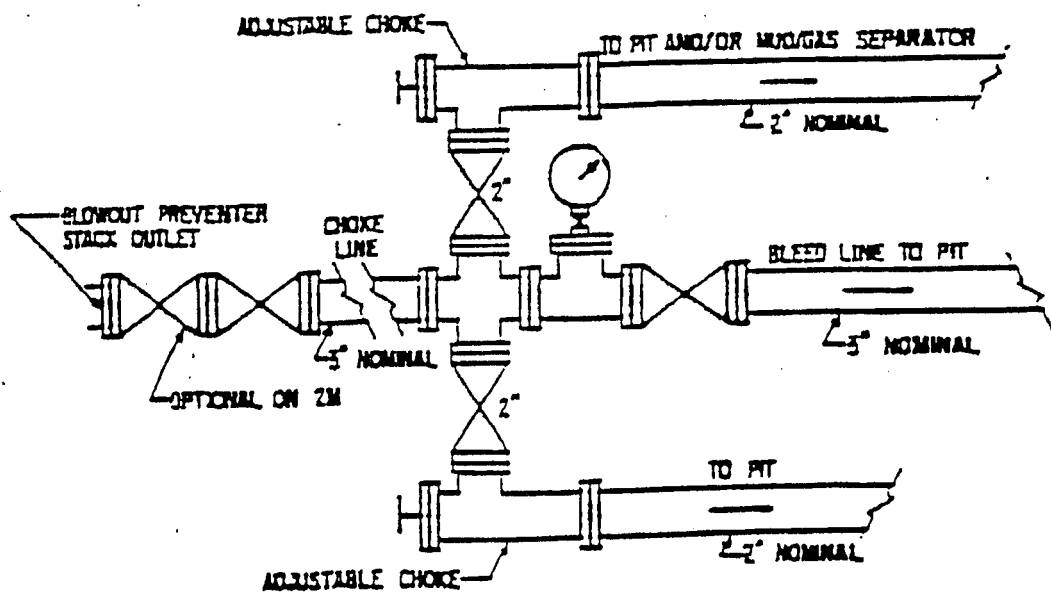 ADJUSTABLE CHOKE
TO PIT AND/OR MUD/GAS SEPARATOR
2" NOMINAL
2"
BLOWOUT PREVENTER
STACK OUTLET
CHOKE
LINE
BLEED LINE TO PIT
3" NOMINAL
3" NOMINAL
OPTIONAL ON 2M
2"
TO PIT
2" NOMINAL
ADJUSTABLE CHOKE